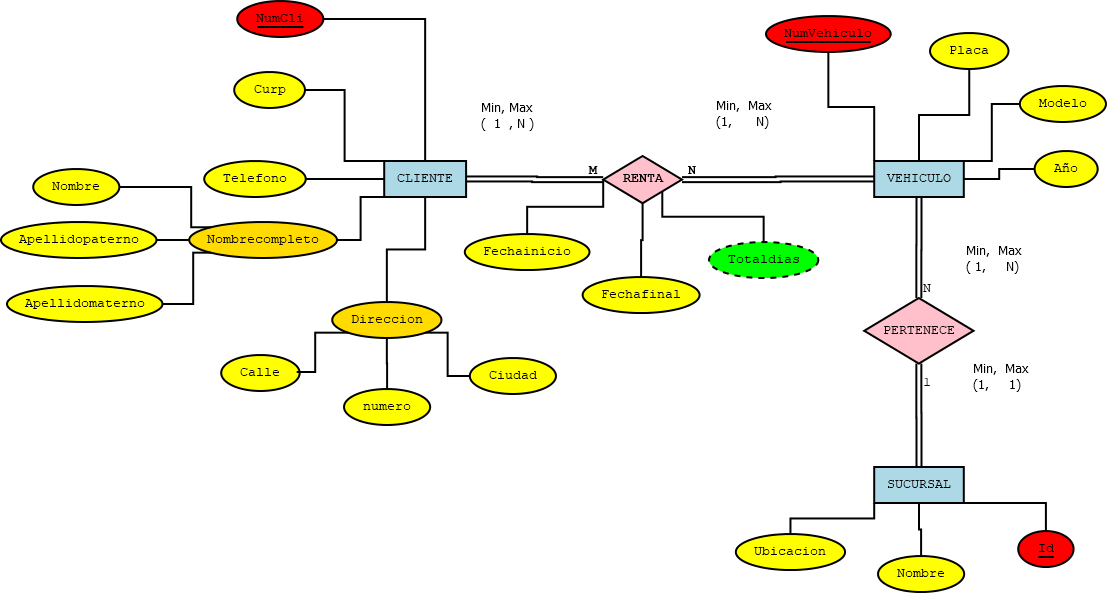 NumCli
NumVehiculo
Placa
Curp
Modelo
Min, Max
( 1 , N )
Min, Max
(1, N)
Nombre
Telefono
CLIENTE
M
RENTA
N
VEHICULO
Año
Apellidopaterno
Nombrecompleto
Fechainicio
Totaldias
Min, Max
( 1, N)
Apellidomaterno
Fechafinal
N
Direccion
PERTENECE
Calle
Ciudad
Min, Max
(1, 1)
1
numero
SUCURSAL
Ubicacion
Nombre
Id